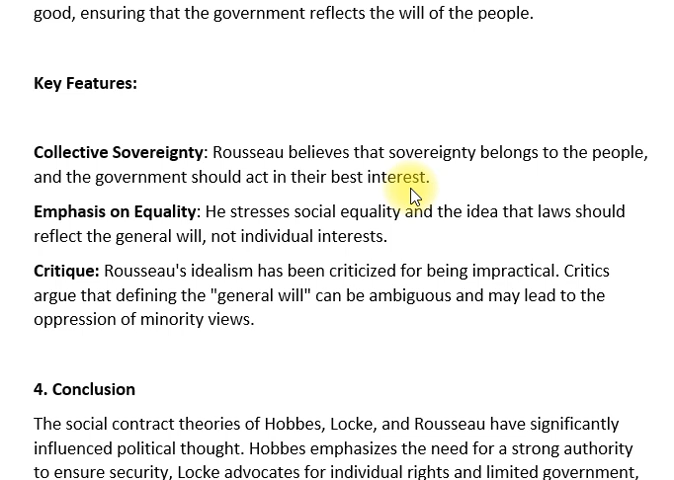 good, ensuring that the government reflects the will of the people.
Key Features:
Collective Sovereignty: Rousseau believes that sovereignty belongs to the people,
and the government should act in their best interest.
Emphasis on Equality: He stresses social equality and the idea that laws should
reflect the general will, not individual interests.
Critique: Rousseau's idealism has been criticized for being impractical. Critics
argue that defining the "general will" can be ambiguous and may lead to the
oppression of minority views.
4. Conclusion
The social contract theories of Hobbes, Locke, and Rousseau have significantly
influenced political thought. Hobbes emphasizes the need for a strong authority
to ensure security, Locke advocates for individual rights and limited government,